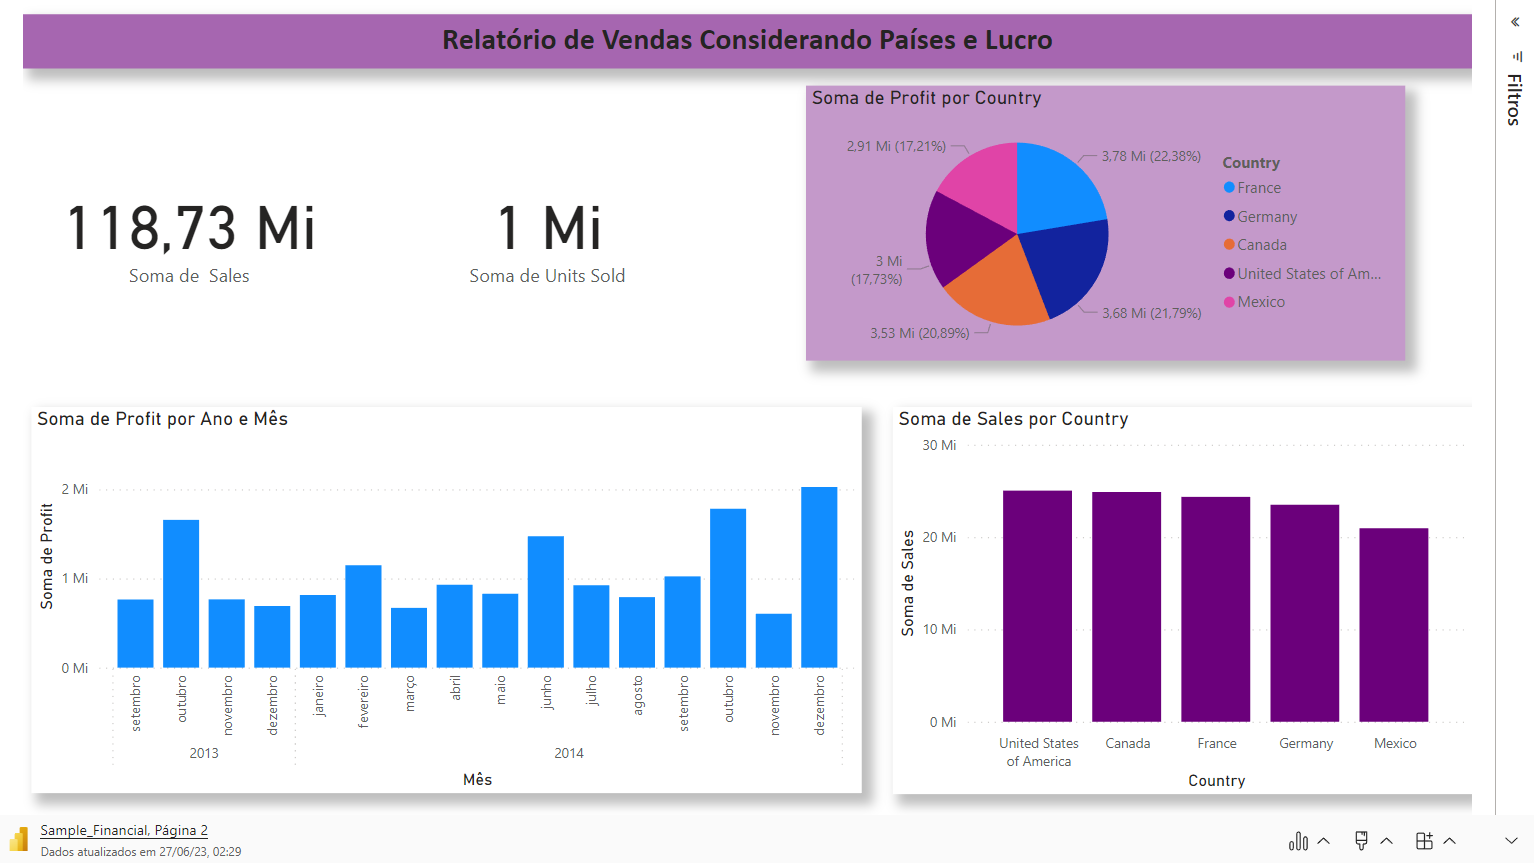 Relatório de Vendas Considerando Países e Lucro
Filtros
118,73 Mi
Soma de  Sales
1 Mi
Soma de Units Sold
Soma de Profit por Country
2,91 Mi (17,21%)
3,78 Mi (22,38%)
3 Mi
(17,73%)
3,68 Mi (21,79%)
3,53 Mi (20,89%)
Country
France
Germany
Canada
United States of Am...
Mexico
Soma de Profit por Ano e Mês
Soma de Profit
2 Mi
1 Mi
0 Mi
setembro
outubro
novembro
dezembro
janeiro
fevereiro
março
abril
maio
junho
julho
agosto
setembro
outubro
novembro
dezembro
2013
2014
Mês
Soma de Sales por Country
Soma de Sales
30 Mi
20 Mi
10 Mi
0 Mi
United States
of America
Canada
France
Germany
Mexico
Country
Sample_Financial, Página 2
Dados atualizados em 27/06/23, 02:29